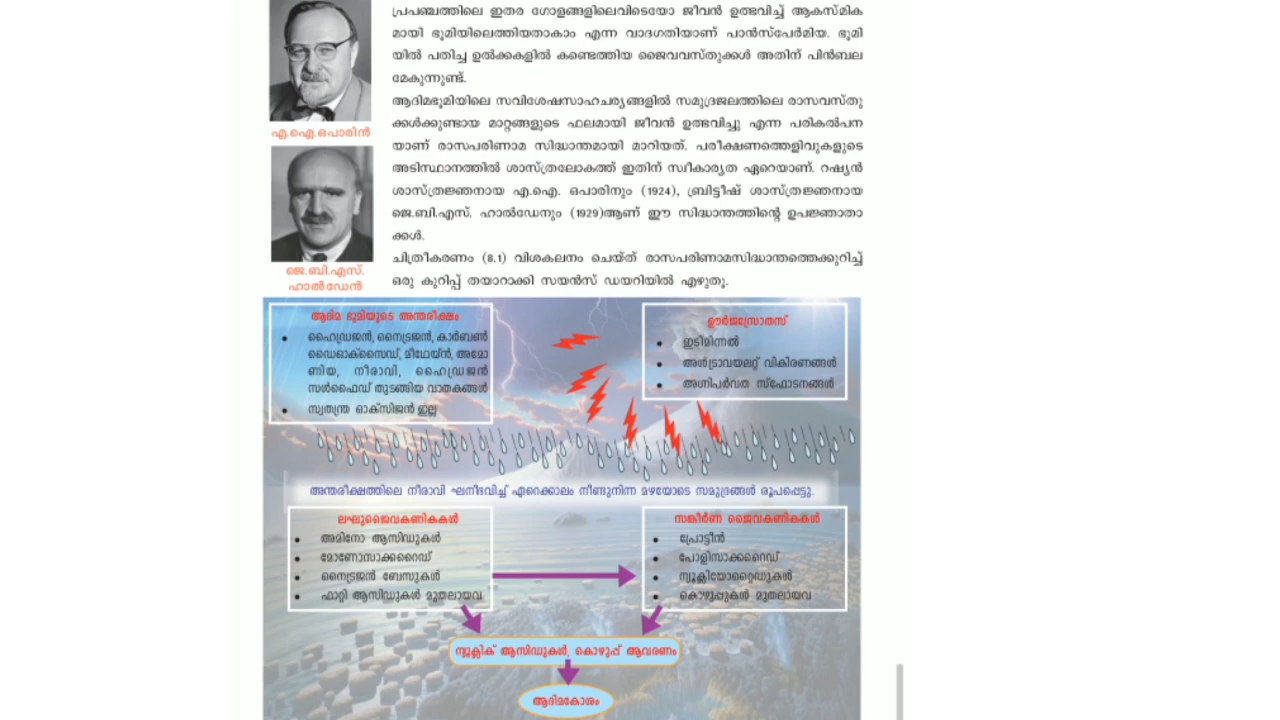 പ്രപഞ്ചത്തിലെ ഇതര ഗോളങ്ങളിലെവിടെയോ ജീവൻ ഉത്ഭവിച്ച് ആകസ്മിക
മായി ഭൂമിയിലെത്തിയതാകാം എന്ന വാദഗതിയാണ് പാൻസ്പേർമിയ. ഭൂമി
യിൽ പതിച്ച ഉൽക്കകളിൽ കണ്ടെത്തിയ ജൈവവസ്തുക്കൾ അതിന് പിൻബല
മേകുന്നുണ്ട്.
എ.ഐ.ഒപാരിൻ
ആദിമഭൂമിയിലെ സവിശേഷസാഹചര്യങ്ങളിൽ സമുദ്രജലത്തിലെ രാസവസ്തു
ക്കൾക്കുണ്ടായ മാറ്റങ്ങളുടെ ഫലമായി ജീവൻ ഉത്ഭവിച്ചു എന്ന പരികൽപന
യാണ് രാസപരിണാമ സിദ്ധാന്തമായി മാറിയത്. പരീക്ഷണത്തെളിവുകളുടെ
അടിസ്ഥാനത്തിൽ ശാസ്ത്രലോകത്ത് ഇതിന് സ്വീകാര്യത ഏറെയാണ്. റഷ്യൻ
ശാസ്ത്രജ്ഞനായ എ.ഐ. ഒപാരിനും (1924), ബ്രിട്ടീഷ് ശാസ്ത്രജ്ഞനായ
ജെ.ബി.എസ്. ഹാൽഡേനും (1929)ആണ് ഈ സിദ്ധാന്തത്തിന്റെ ഉപജ്ഞാതാ
ക്കൾ.
ജെ.ബി.എസ്.
ഹാൽഡേൻ
ചിത്രീകരണം (8.1) വിശകലനം ചെയ്ത് രാസപരിണാമസിദ്ധാന്തത്തെക്കുറിച്ച്
ഒരു കുറിപ്പ് തയാറാക്കി സയൻസ് ഡയറിയിൽ എഴുതൂ.
ആദിമ ഭൂമിയുടെ അന്തരീക്ഷം
• ഹൈഡ്രജൻ, നൈട്രജൻ, കാർബൺ
ഡൈഓക്സൈഡ്, മീഥേയ്ൻ, അമോ
ണിയ, നീരാവി, ഹൈഡ്രജൻ
സൾഫൈഡ് തുടങ്ങിയ വാതകങ്ങൾ
• സ്വതന്ത്ര ഓക്സിജൻ ഇല്ല
ഊർജസ്രോതസ്
• ഇടിമിന്നൽ
• അൾട്രാവയലറ്റ് വികിരണങ്ങൾ
• അഗ്നിപർവത സ്ഫോടനങ്ങൾ
അന്തരീക്ഷത്തിലെ നീരാവി ഘനീഭവിച്ച് ഏറെക്കാലം നീണ്ടുനിന്ന മഴയോടെ സമുദ്രങ്ങൾ രൂപപ്പെട്ടു.
ലഘുജൈവകണികകൾ
• അമിനോ ആസിഡുകൾ
• മോണോസാക്കറൈഡ്
• നൈട്രജൻ ബേസുകൾ
• ഫാറ്റി ആസിഡുകൾ മുതലായവ
സങ്കീർണ ജൈവകണികകൾ
• പ്രോട്ടീൻ
• പോളിസാക്കറൈഡ്
• ന്യൂക്ലിയോറ്റൈഡുകൾ
• കൊഴുപ്പുകൾ മുതലായവ
ന്യൂക്ലിക് ആസിഡുകൾ, കൊഴുപ്പ് ആവരണം
ആദിമകോശം